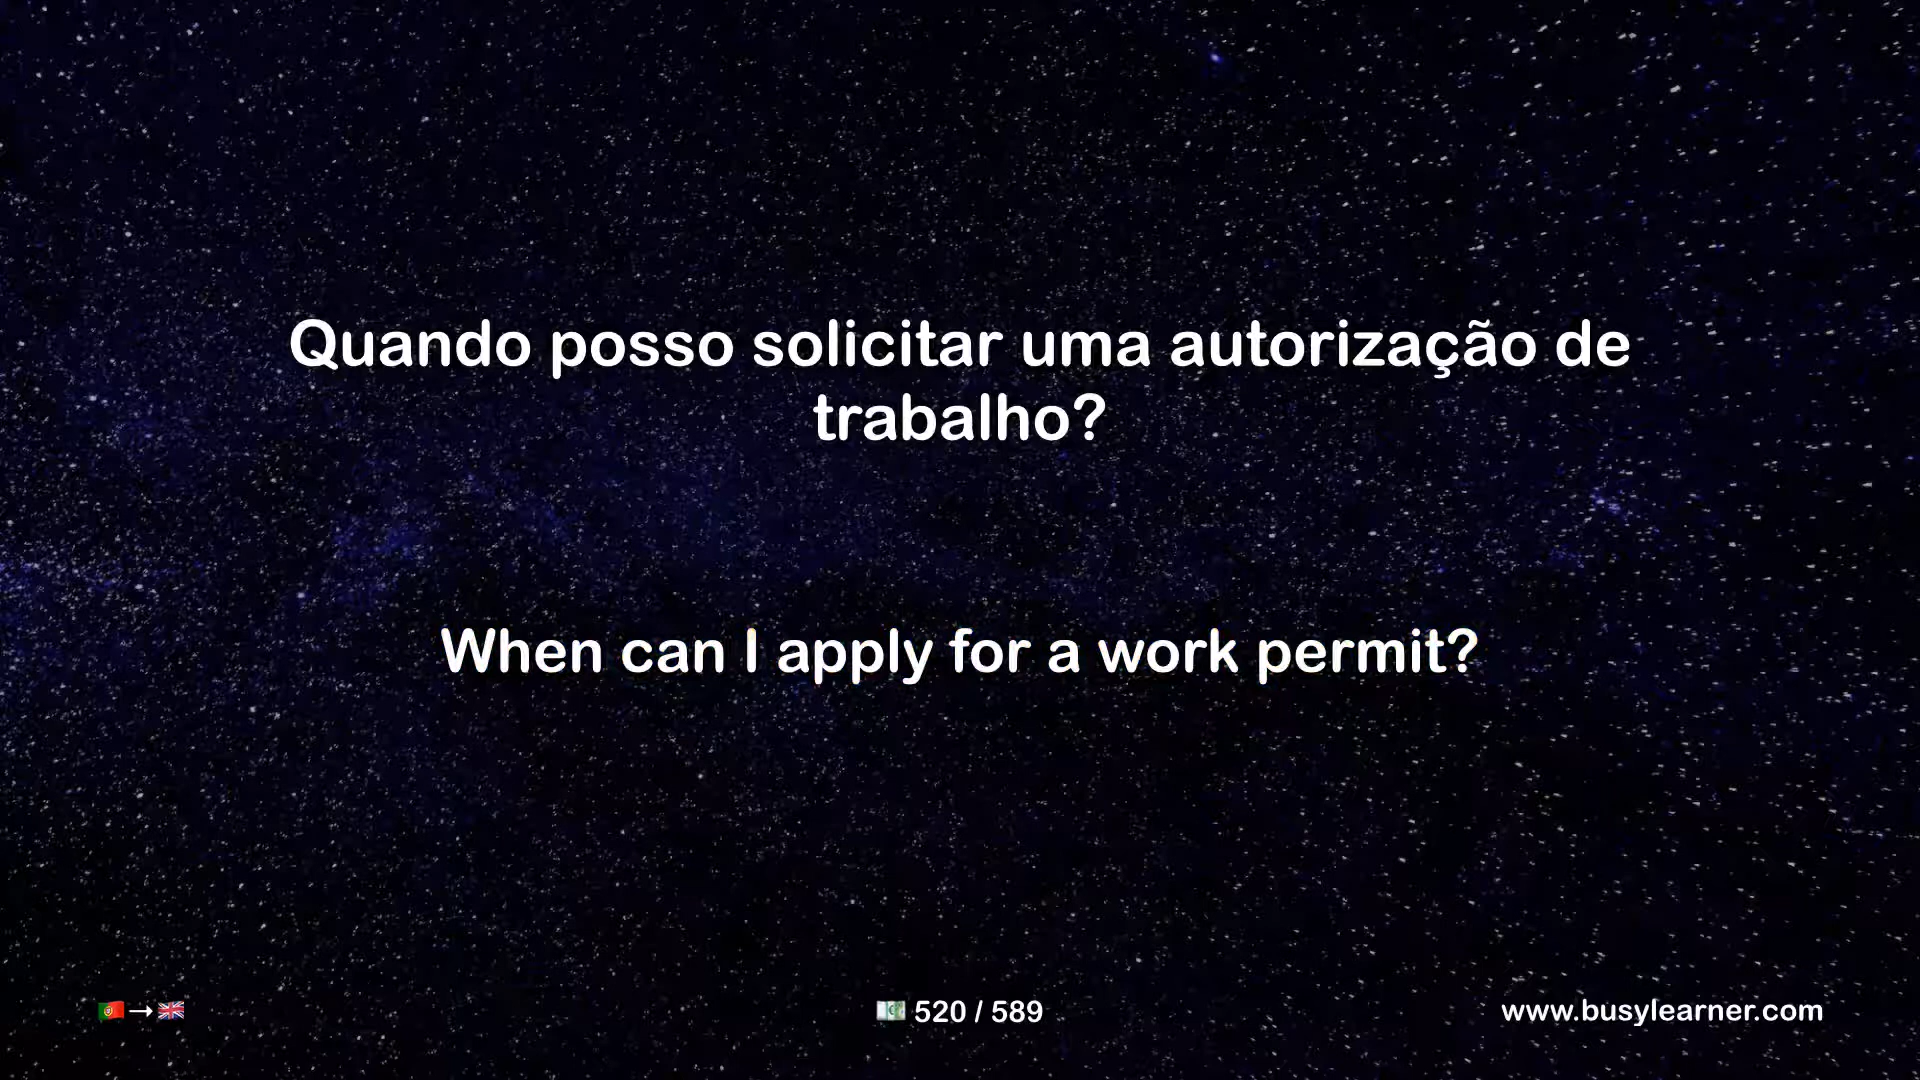 Quando posso solicitar uma autorização de
trabalho?
When can I apply for a work permit?
→
520 / 589
www.busylearner.com